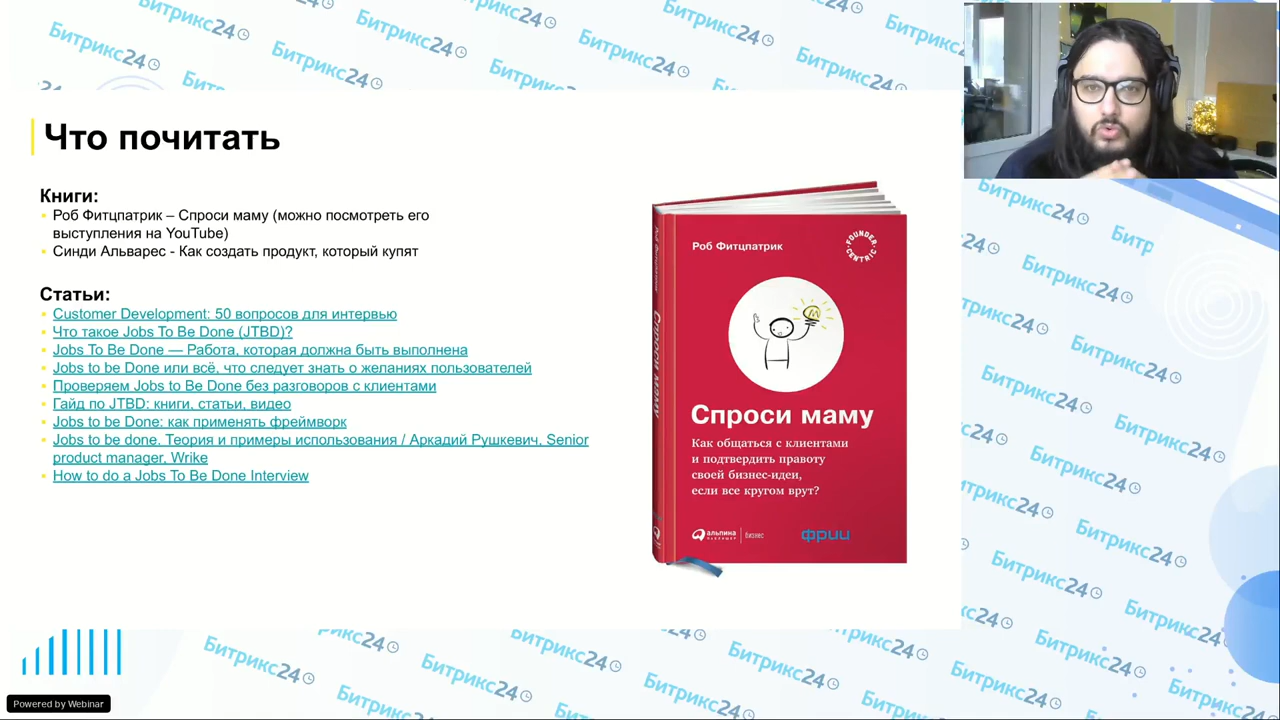 Битрикс24
Что почитать
Книги:
Роб Фитцпатрик – Спроси маму (можно посмотреть его
выступления на YouTube)
Синди Альварес - Как создать продукт, который купят
Статьи:
Customer Development: 50 вопросов для интервью
Что такое Jobs To Be Done (JTBD)?
Jobs To Be Done — Работа, которая должна быть выполнена
Jobs to be Done или всё, что следует знать о желаниях пользователей
Проверяем Jobs to Be Done без разговоров с клиентами
Гайд по JTBD: книги, статьи, видео
Jobs to be Done: как применять фреймворк
Jobs to be done. Теория и примеры использования / Аркадий Рушкевич, Senior
product manager, Wrike
How to do a Jobs To Be Done Interview
Роб Фитцпатрик
FOUNDER CENTRIC
Спроси маму
Как общаться с клиентами
и подтвердить правоту
своей бизнес-идеи,
если все кругом врут?
альпина
бизнес
фрии
Powered by Webinar